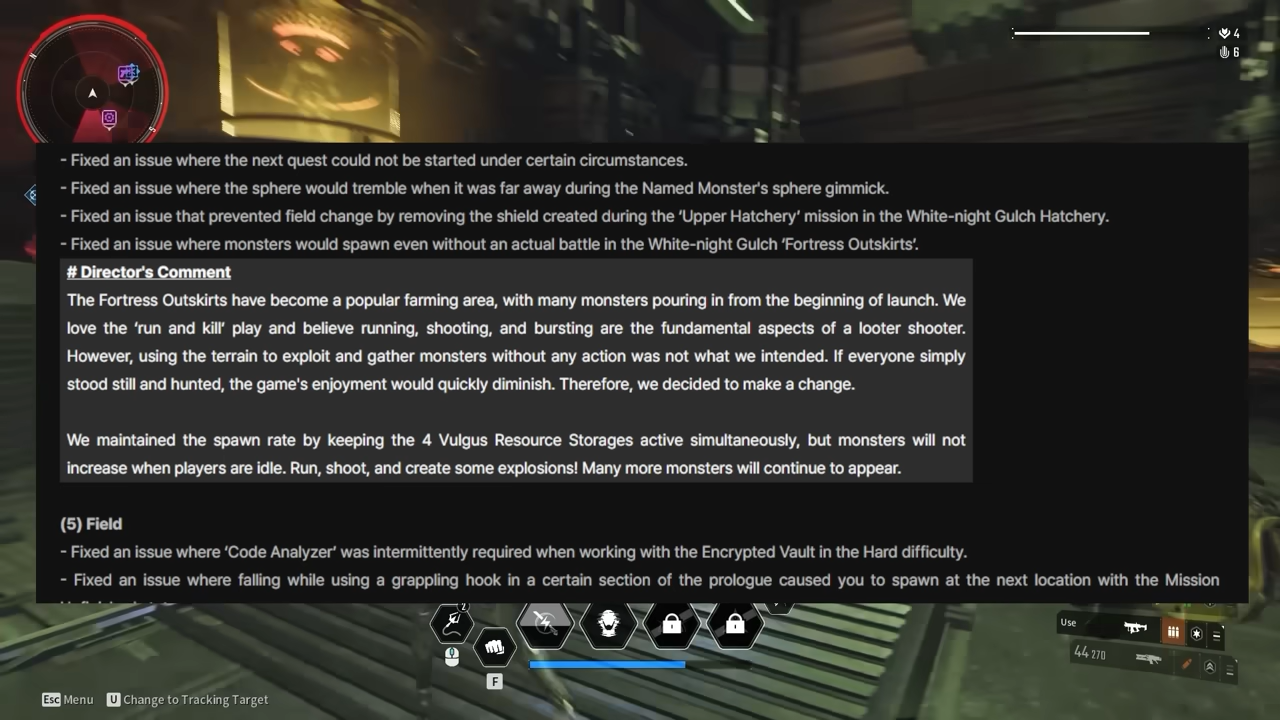 4
6
- Fixed an issue where the next quest could not be started under certain circumstances.
- Fixed an issue where the sphere would tremble when it was far away during the Named Monster's sphere gimmick.
- Fixed an issue that prevented field change by removing the shield created during the ‘Upper Hatchery’ mission in the White-night Gulch Hatchery.
- Fixed an issue where monsters would spawn even without an actual battle in the White-night Gulch ‘Fortress Outskirts’.
# Director's Comment
The Fortress Outskirts have become a popular farming area, with many monsters pouring in from the beginning of launch. We
love the ‘run and kill’ play and believe running, shooting, and bursting are the fundamental aspects of a looter shooter.
However, using the terrain to exploit and gather monsters without any action was not what we intended. If everyone simply
stood still and hunted, the game's enjoyment would quickly diminish. Therefore, we decided to make a change.
We maintained the spawn rate by keeping the 4 Vulgus Resource Storages active simultaneously, but monsters will not
increase when players are idle. Run, shoot, and create some explosions! Many more monsters will continue to appear.
(5) Field
- Fixed an issue where ‘Code Analyzer’ was intermittently required when working with the Encrypted Vault in the Hard difficulty.
- Fixed an issue where falling while using a grappling hook in a certain section of the prologue caused you to spawn at the next location with the Mission
2
Use
44 270
F
Esc Menu U Change to Tracking Target